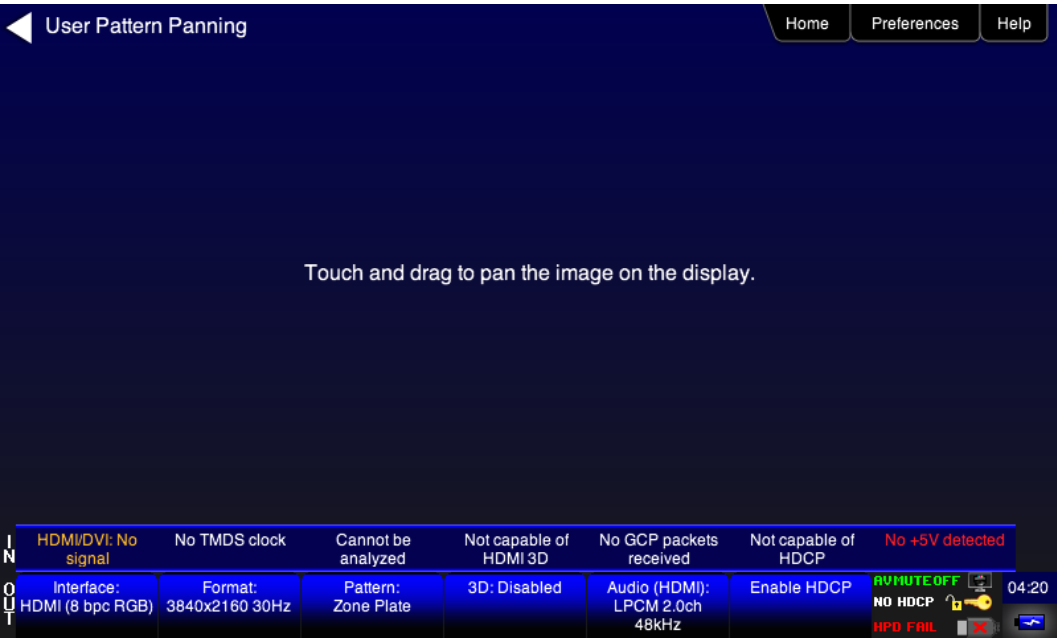 User Pattern Panning
Home
Preferences
Help
Touch and drag to pan the image on the display.
IN
HDMI/DVI: No
signal
No TMDS clock
Cannot be
analyzed
Not capable of
HDMI 3D
No GCP packets
received
Not capable of
HDCP
No +5V detected
OUT
Interface:
HDMI (8 bpc RGB)
Format:
3840x2160 30Hz
Pattern:
Zone Plate
3D: Disabled
Audio (HDMI):
LPCM 2.0ch
48kHz
Enable HDCP
AVMUTEOFF
NO HDCP
HPD FAIL
04:20